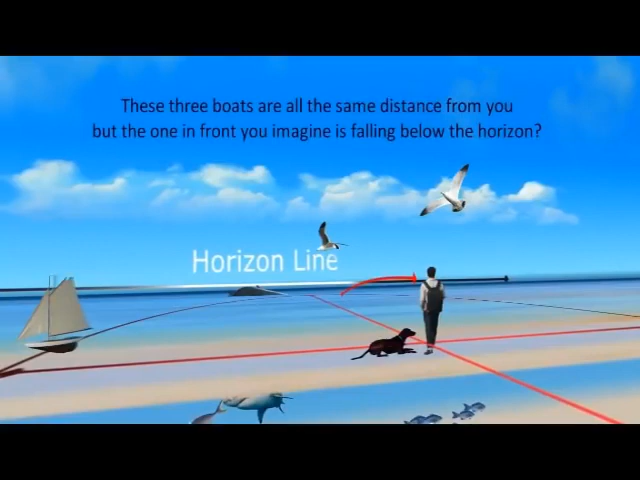 These three boats are all the same distance from you
but the one in front you imagine is falling below the horizon?
Horizon Line